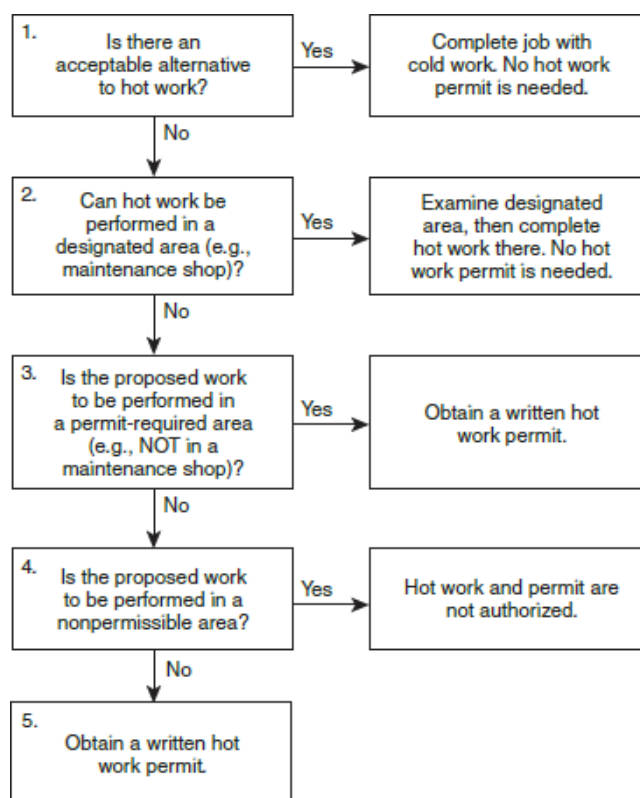 1.
Is there an
acceptable alternative
to hot work?
Yes
Complete job with
cold work. No hot work
permit is needed.
No
2.
Can hot work be
performed in a
designated area (e.g.,
maintenance shop)?
Yes
Examine designated
area, then complete
hot work there. No hot
work permit is needed.
No
3.
Is the proposed work
to be performed in
a permit-required area
(e.g., NOT in a
maintenance shop)?
Yes
Obtain a written hot
work permit.
No
4.
Is the proposed work
to be performed in a
nonpermissible area?
Yes
Hot work and permit are
not authorized.
No
5.
Obtain a written hot
work permit.